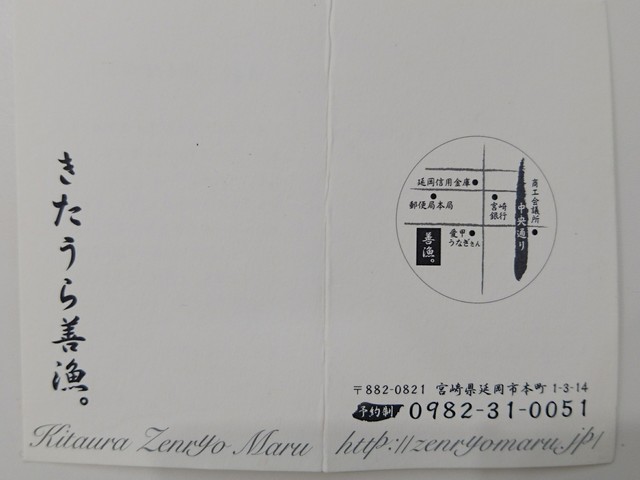 きたうら善漁。
Kitaura ZenryO Maru
延岡信用金庫
郵便局本局
宮崎
銀行
中央通り
商工会議所
善漁。
愛甲
うなぎさん
〒882-0821 宮崎県延岡市本町 1-3-14
予約制 0982-31-0051
http://zenryomaru.jp/